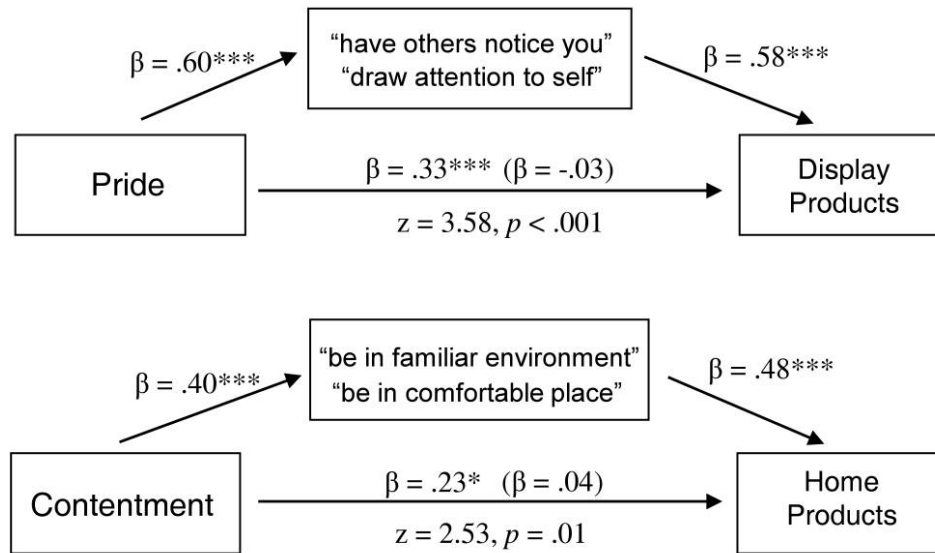 “have others notice you”
“draw attention to self”
β = .60***
β = .58***
Pride
β = .33*** (β = -.03)
z = 3.58, p < .001
Display
Products
“be in familiar environment”
“be in comfortable place”
β = .40***
β = .48***
Contentment
β = .23* (β = .04)
z = 2.53, p = .01
Home
Products